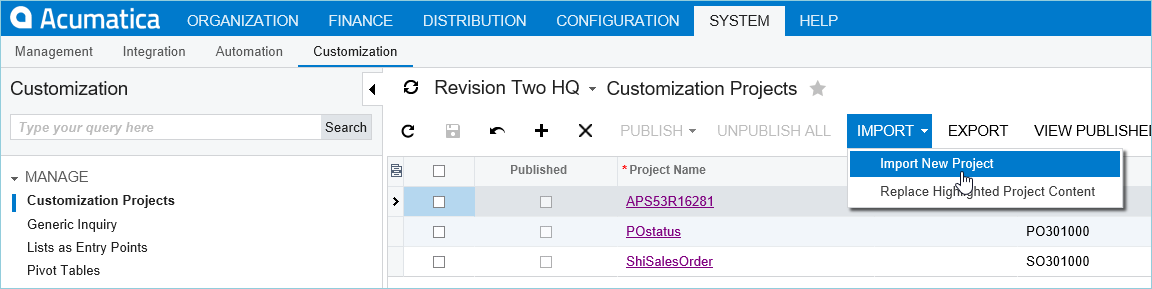 Acumatica ORGANIZATION FINANCE DISTRIBUTION CONFIGURATION SYSTEM HELP
Management Integration Automation Customization
Customization
Revision Two HQ Customization Projects
Type your query here Search
PUBLISH UNPUBLISH ALL IMPORT EXPORT VIEW PUBLISHE
Import New Project
Replace Highlighted Project Content
Published * Project Name
MANAGE
Customization Projects
Generic Inquiry
Lists as Entry Points
Pivot Tables
APS53R16281
POstatus PO301000
ShiSalesOrder SO301000